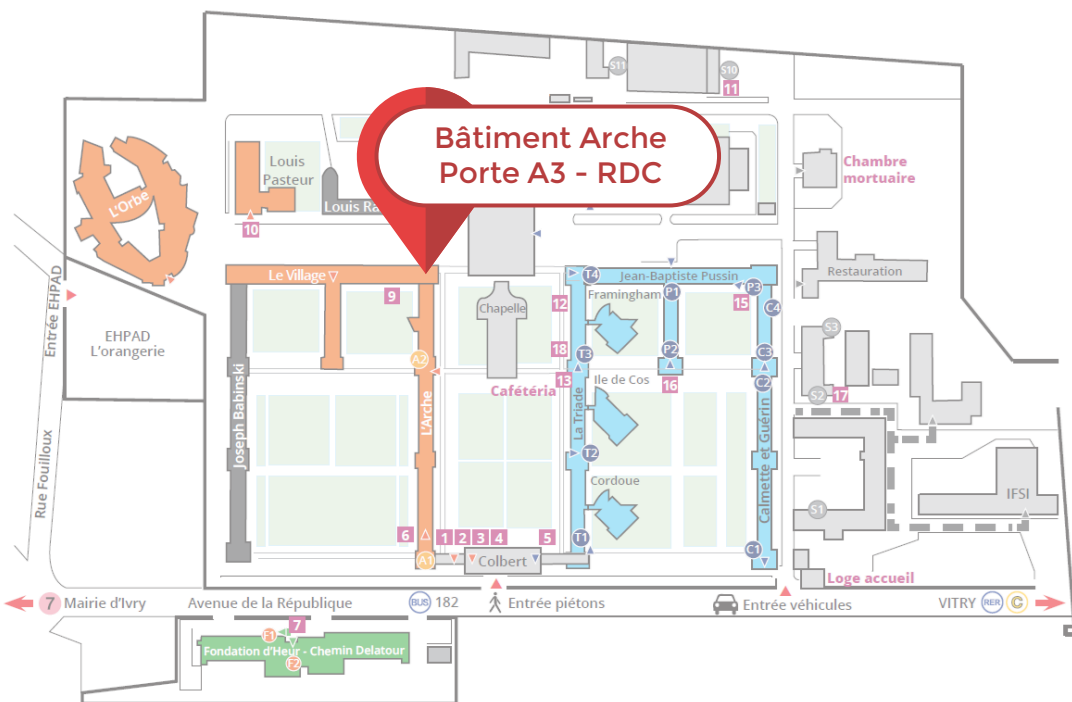 S11
S10
11
Bâtiment Arche
Porte A3 - RDC
Louis
Pasteur
L'Orbe
Louis Ra
10
Chambre
mortuaire
Le Village
T4
Jean-Baptiste Pussin
Restauration
Entrée EHPAD
9
Chapelle
12
Framingham
P1
P3
15
C4
EHPAD
L'orangerie
S3
A2
18
T3
P2
C3
Cafétéria
13
Ile de Cos
16
C2
S2
17
Joseph Babinski
L'Arche
La Triade
Calmette et Guérin
T2
Rue Fouilloux
Cordoue
IFSI
S1
6
1
2
3
4
5
T1
C1
A1
Colbert
Loge accueil
7 Mairie d'Ivry
Avenue de la République
BUS 182
Entrée piétons
Entrée véhicules
VITRY RER C
7
F1
Fondation d'Heur - Chemin Delatour
F2